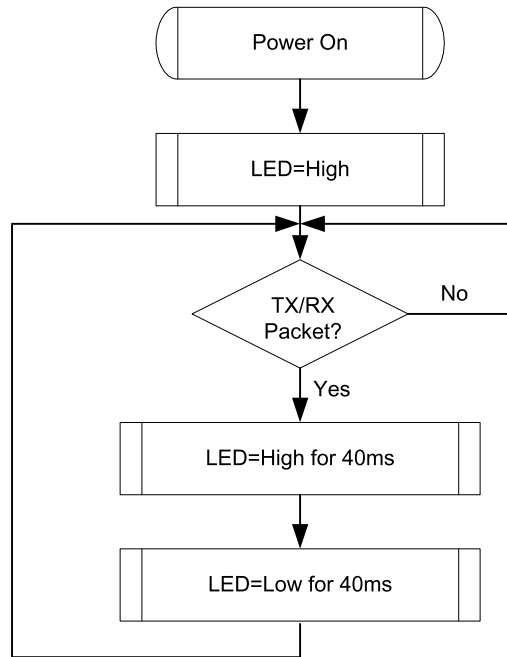 Power On
LED=High
TX/RX
Packet?
No
Yes
LED=High for 40ms
LED=Low for 40ms